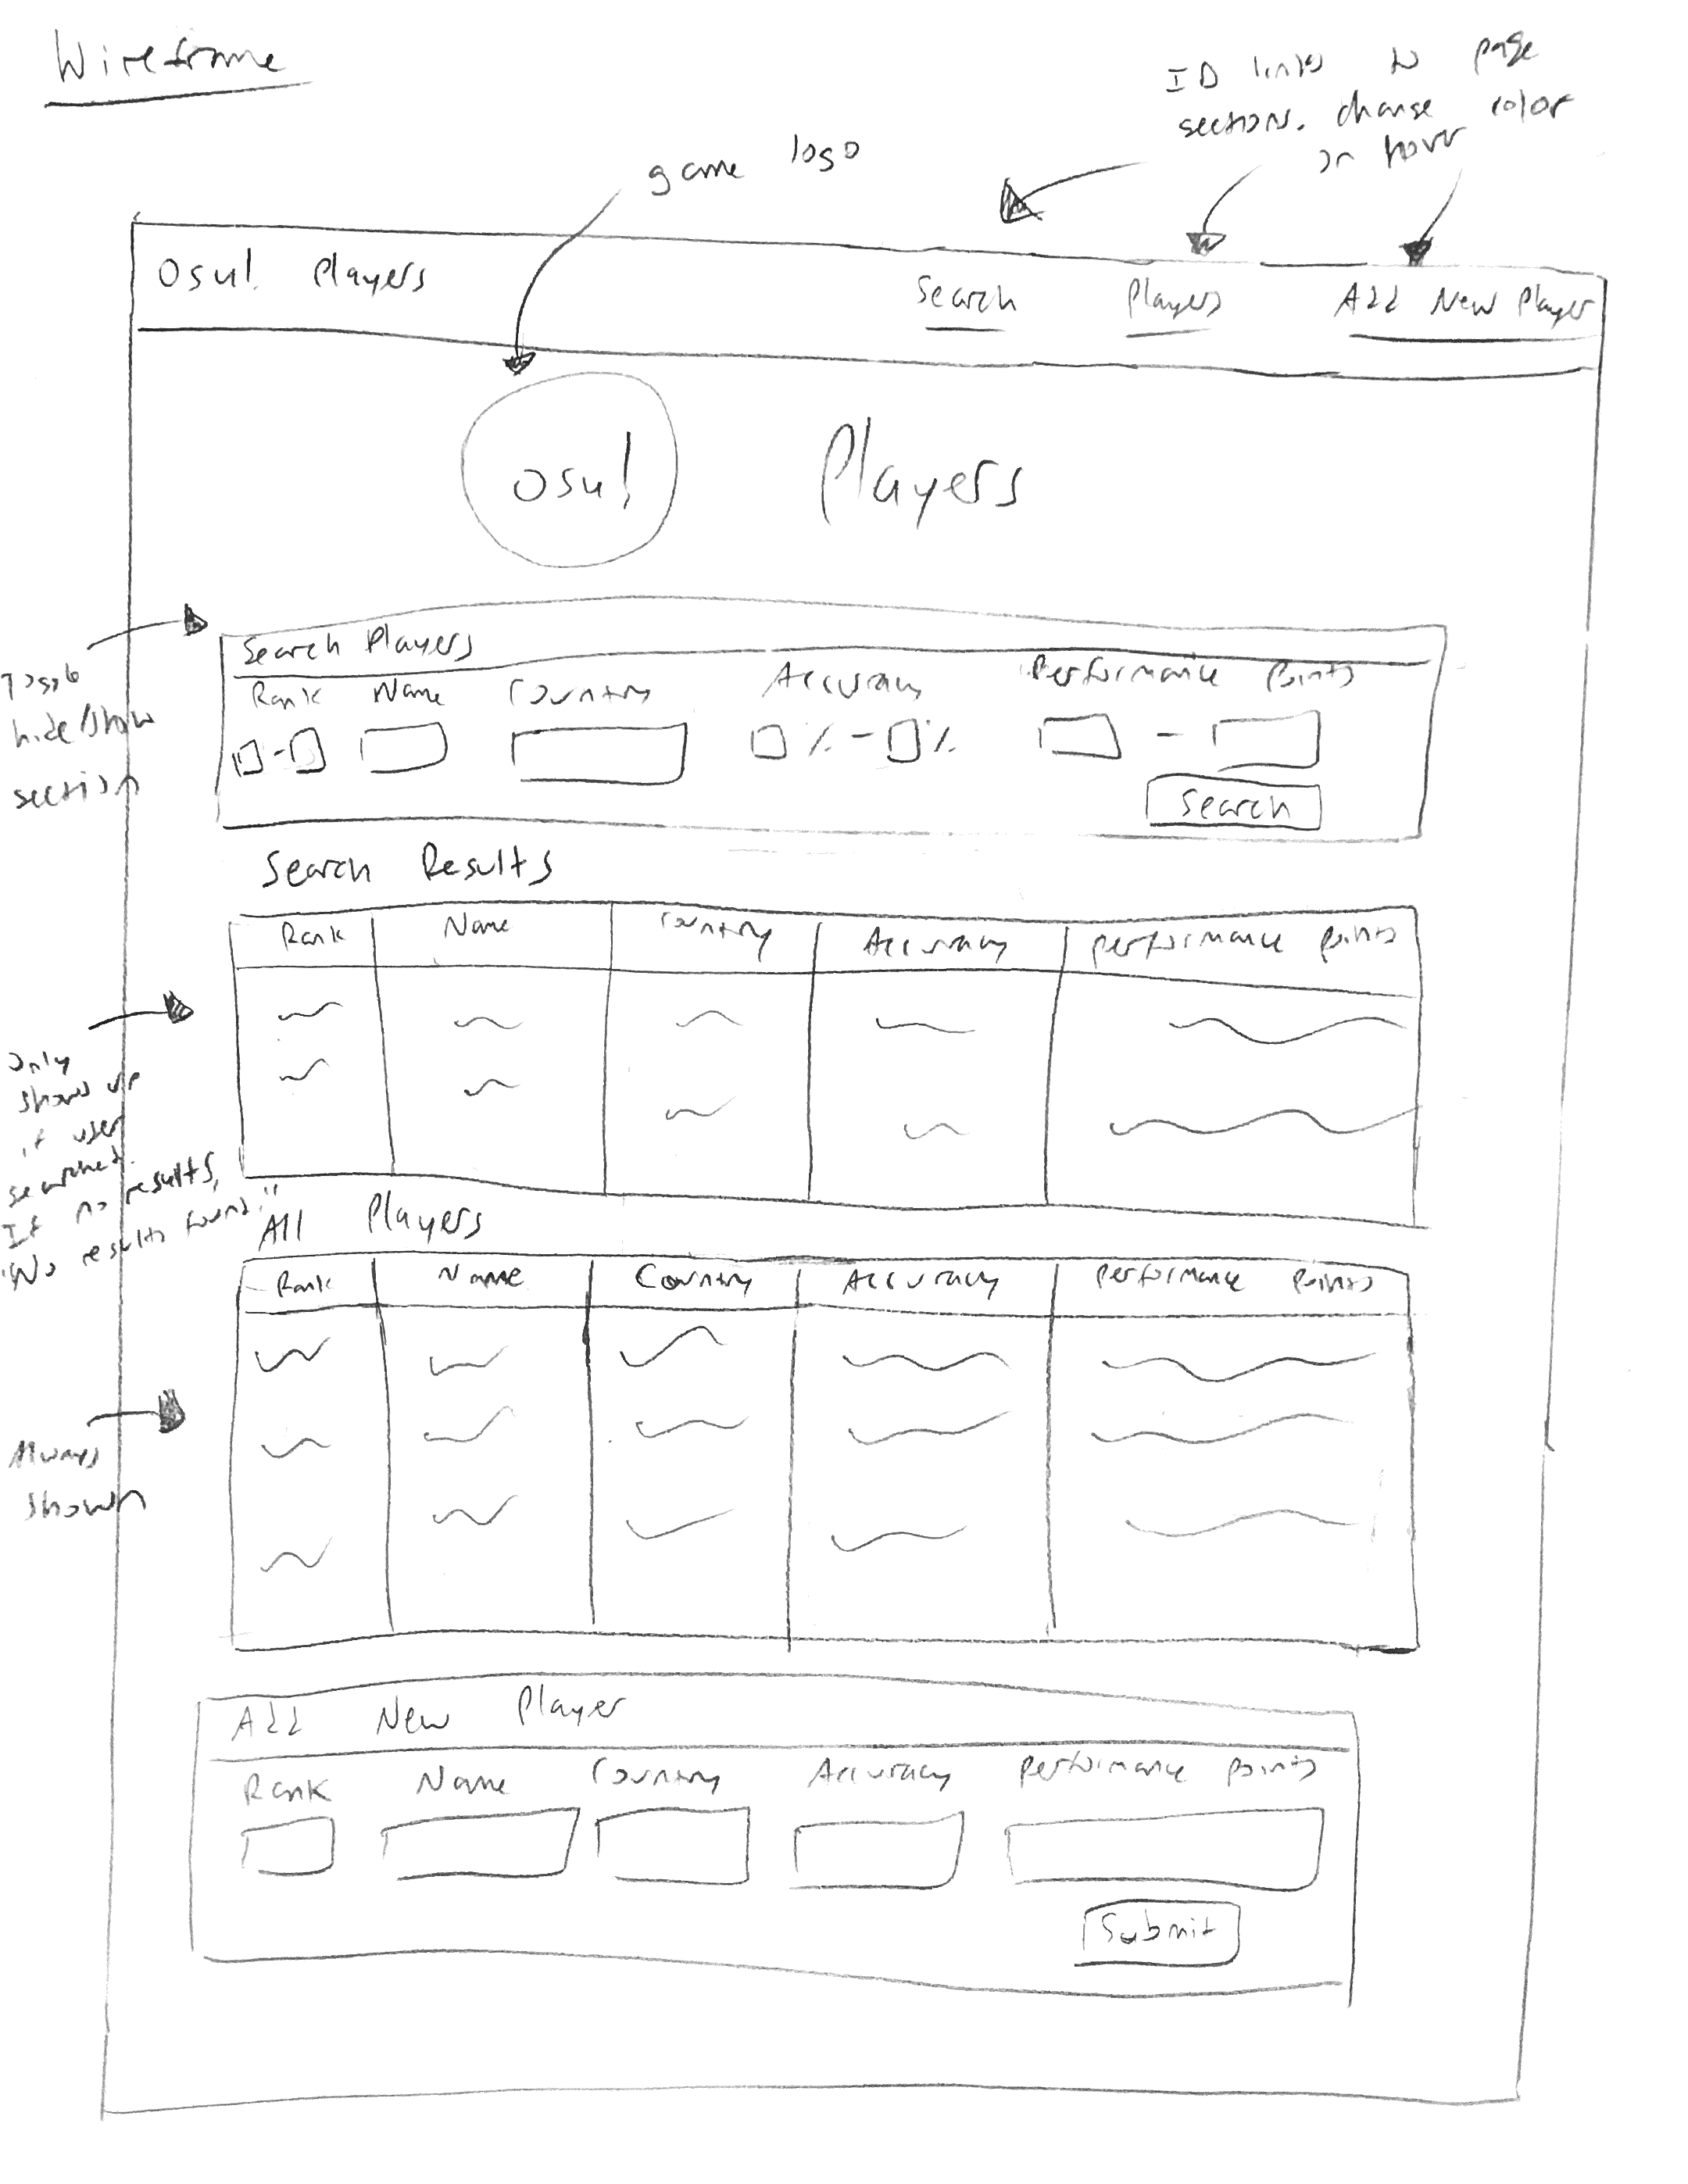 Wireframe
ID links to page
sections. change color
on hover
game logo
Osu! Players
Search Players Add New Player
osu! Players
Toggle
hide/show
section
Search Players
Rank Name Country Accuracy Performance Points
- % - % -
Search
Search Results
Rank Name Country Accuracy Performance Points
Only
shows up
if user
searched.
If no results,
"No results found."
All Players
Rank Name Country Accuracy Performance Points
Always
shown
Add New Player
Rank Name Country Accuracy Performance Points
Submit